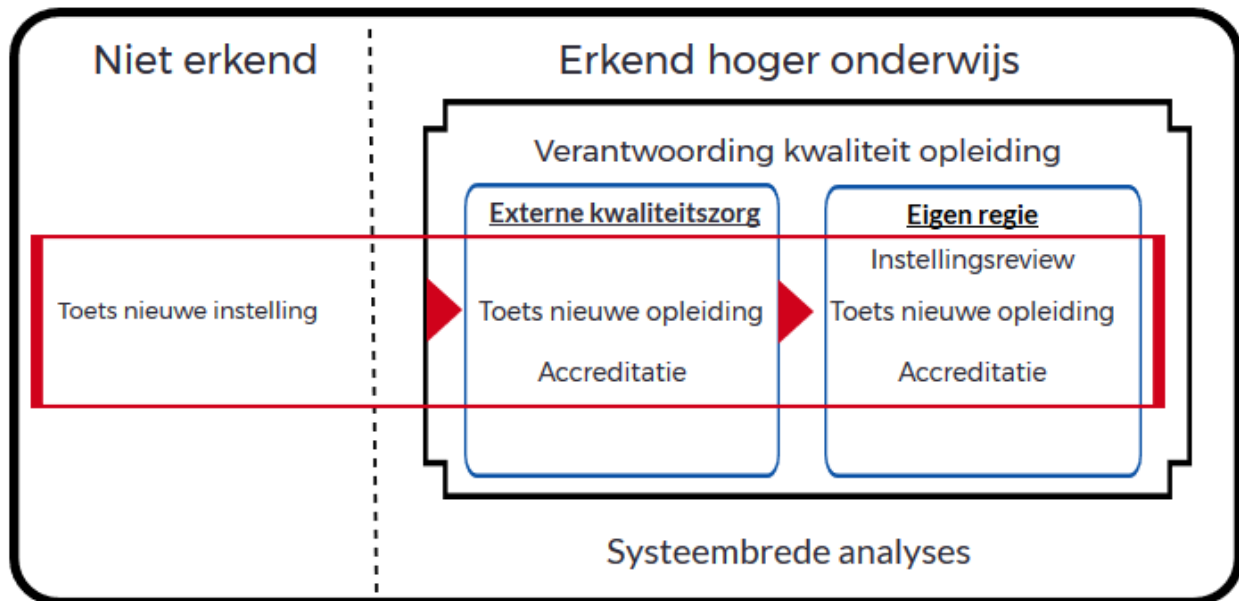 Niet erkend
Erkend hoger onderwijs
Verantwoording kwaliteit opleiding
Externe kwaliteitszorg
Eigen regie
Instellingsreview
Toets nieuwe instelling
Toets nieuwe opleiding
Toets nieuwe opleiding
Accreditatie
Accreditatie
Systeembrede analyses